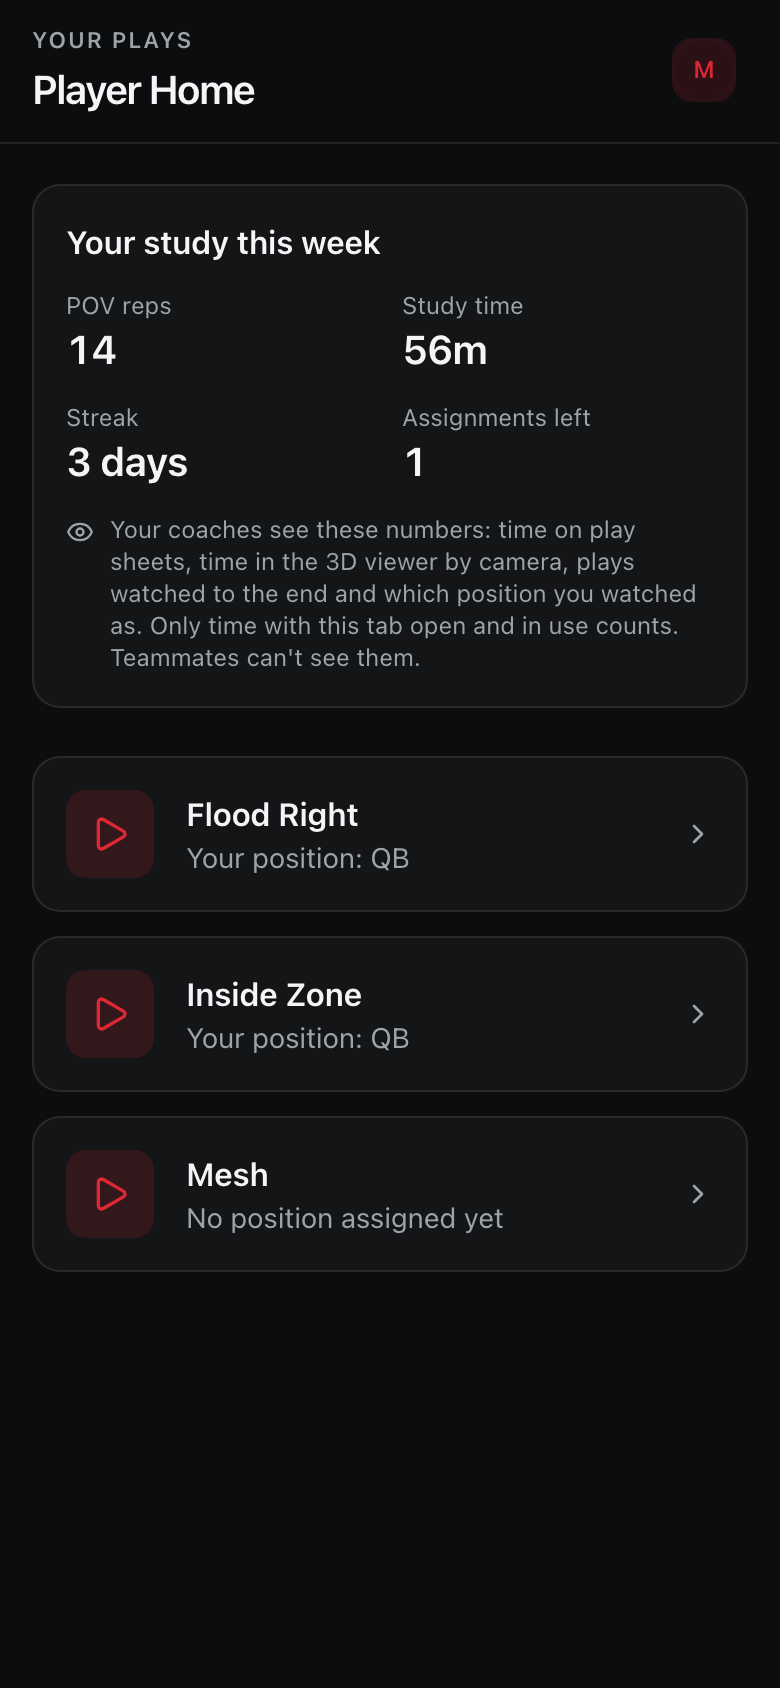 YOUR PLAYS
Player Home
M
Your study this week
POV reps
14
Study time
56m
Streak
3 days
Assignments left
1
Your coaches see these numbers: time on play
sheets, time in the 3D viewer by camera, plays
watched to the end and which position you watched
as. Only time with this tab open and in use counts.
Teammates can't see them.
Flood Right
Your position: QB
Inside Zone
Your position: QB
Mesh
No position assigned yet